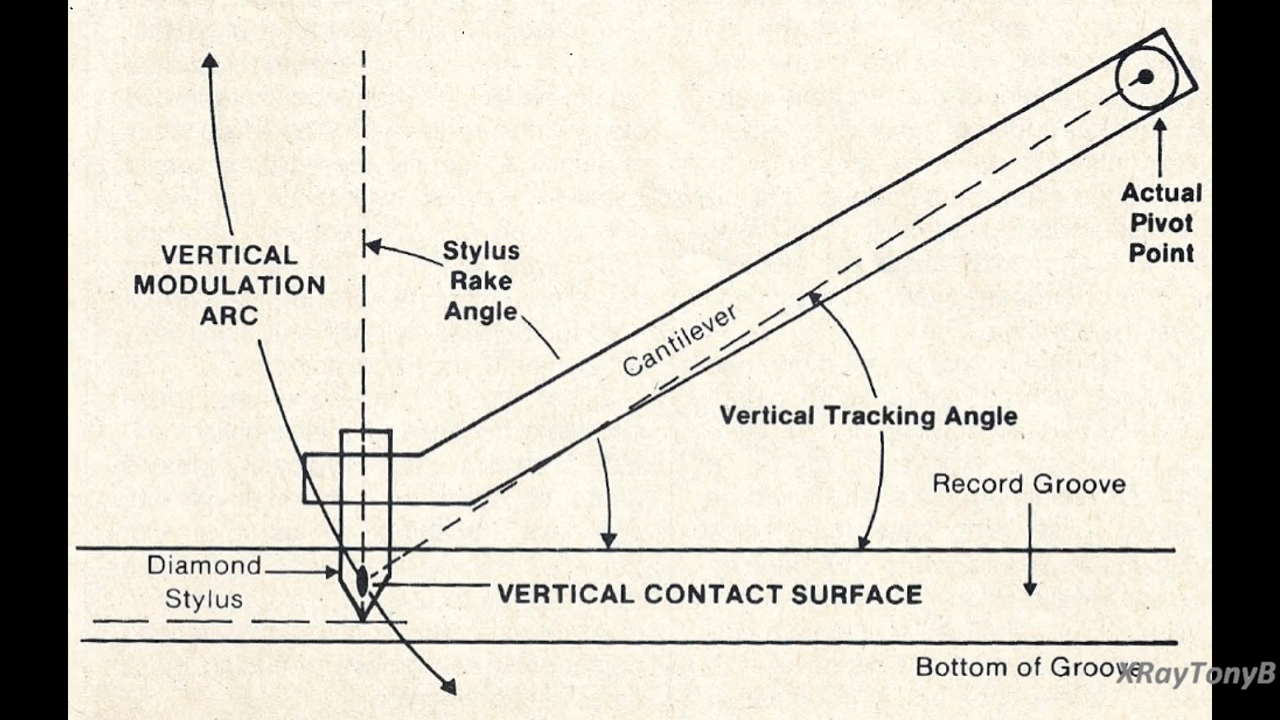 Actual
Pivot
Point
VERTICAL
MODULATION
ARC
Stylus
Rake
Angle
Cantilever
Vertical Tracking Angle
Record Groove
Diamond
Stylus
VERTICAL CONTACT SURFACE
Bottom of Groove
XRayTonyB